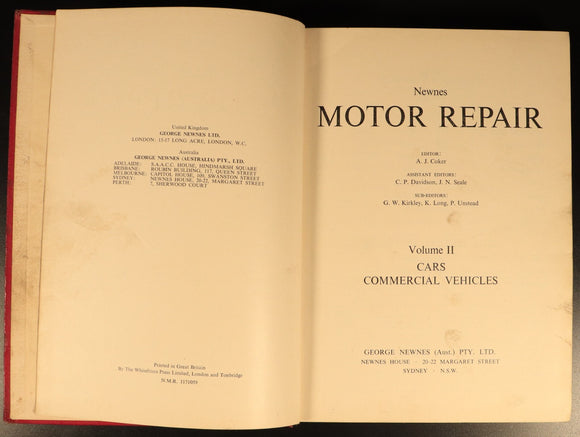 United Kingdom
GEORGE NEWNES LTD.
LONDON: 15-17 LONG ACRE, LONDON, W.C.
Australia
GEORGE NEWNES (AUSTRALIA) PTY., LTD.
ADELAIDE: S.A.A.C.C. HOUSE, HINDMARSH SQUARE
BRISBANE: ROUBIN BUILDING, 117, QUEEN STREET
MELBOURNE: CAPITOL HOUSE, 109, SWANSTON STREET
SYDNEY: NEWNES HOUSE, 20-22, MARGARET STREET
PERTH: 7, SHERWOOD COURT
Printed in Great Britain
By The Whitefriars Press Limited, London and Tonbridge
N.M.R.
Newnes
MOTOR REPAIR
EDITOR:
A. J. Coker
ASSISTANT EDITORS:
C. P. Davidson, J. N. Seale
SUB-EDITORS:
G. W. Kirkley, K. Long, P. Unstead
Volume II
CARS
COMMERCIAL VEHICLES
GEORGE NEWNES (Aust.) PTY. LTD.
NEWNES HOUSE · 20-22 MARGARET STREET
SYDNEY · N.S.W.